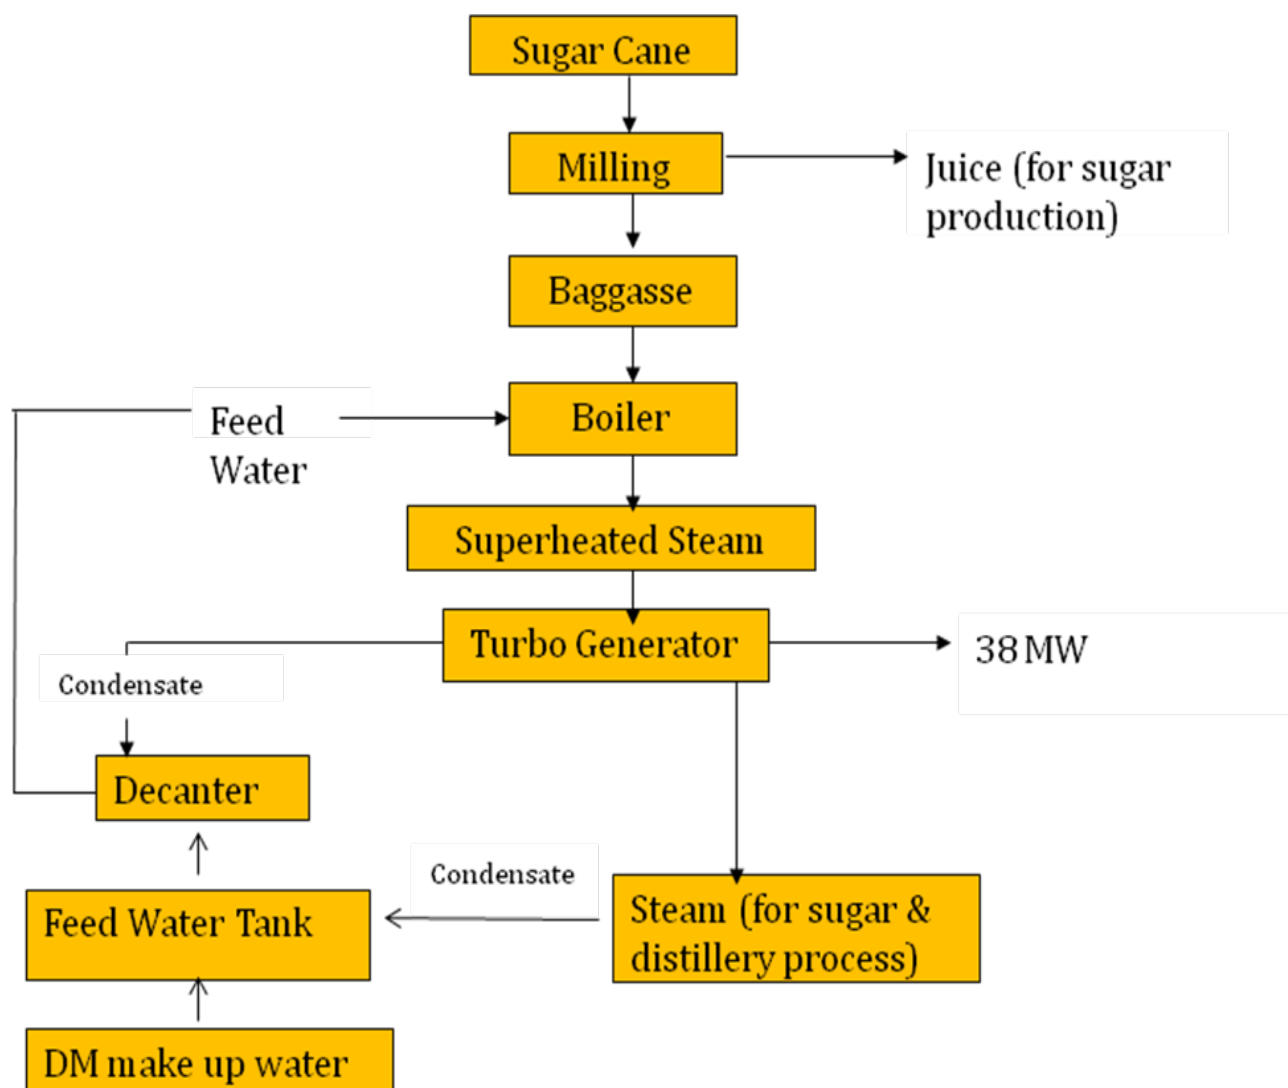 Sugar Cane
Milling
Juice (for sugar
production)
Baggasse
Feed
Water
Boiler
Superheated Steam
Turbo Generator
38 MW
Condensate
Decanter
Condensate
Feed Water Tank
Steam (for sugar &
distillery process)
DM make up water